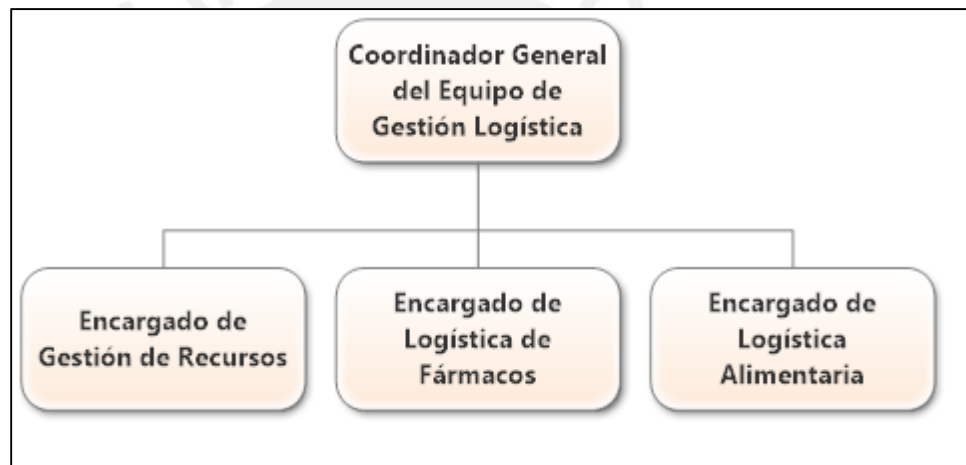 Coordinador General
del Equipo de
Gestión Logística
Encargado de
Gestión de Recursos
Encargado de
Logística de
Fármacos
Encargado de
Logística
Alimentaria